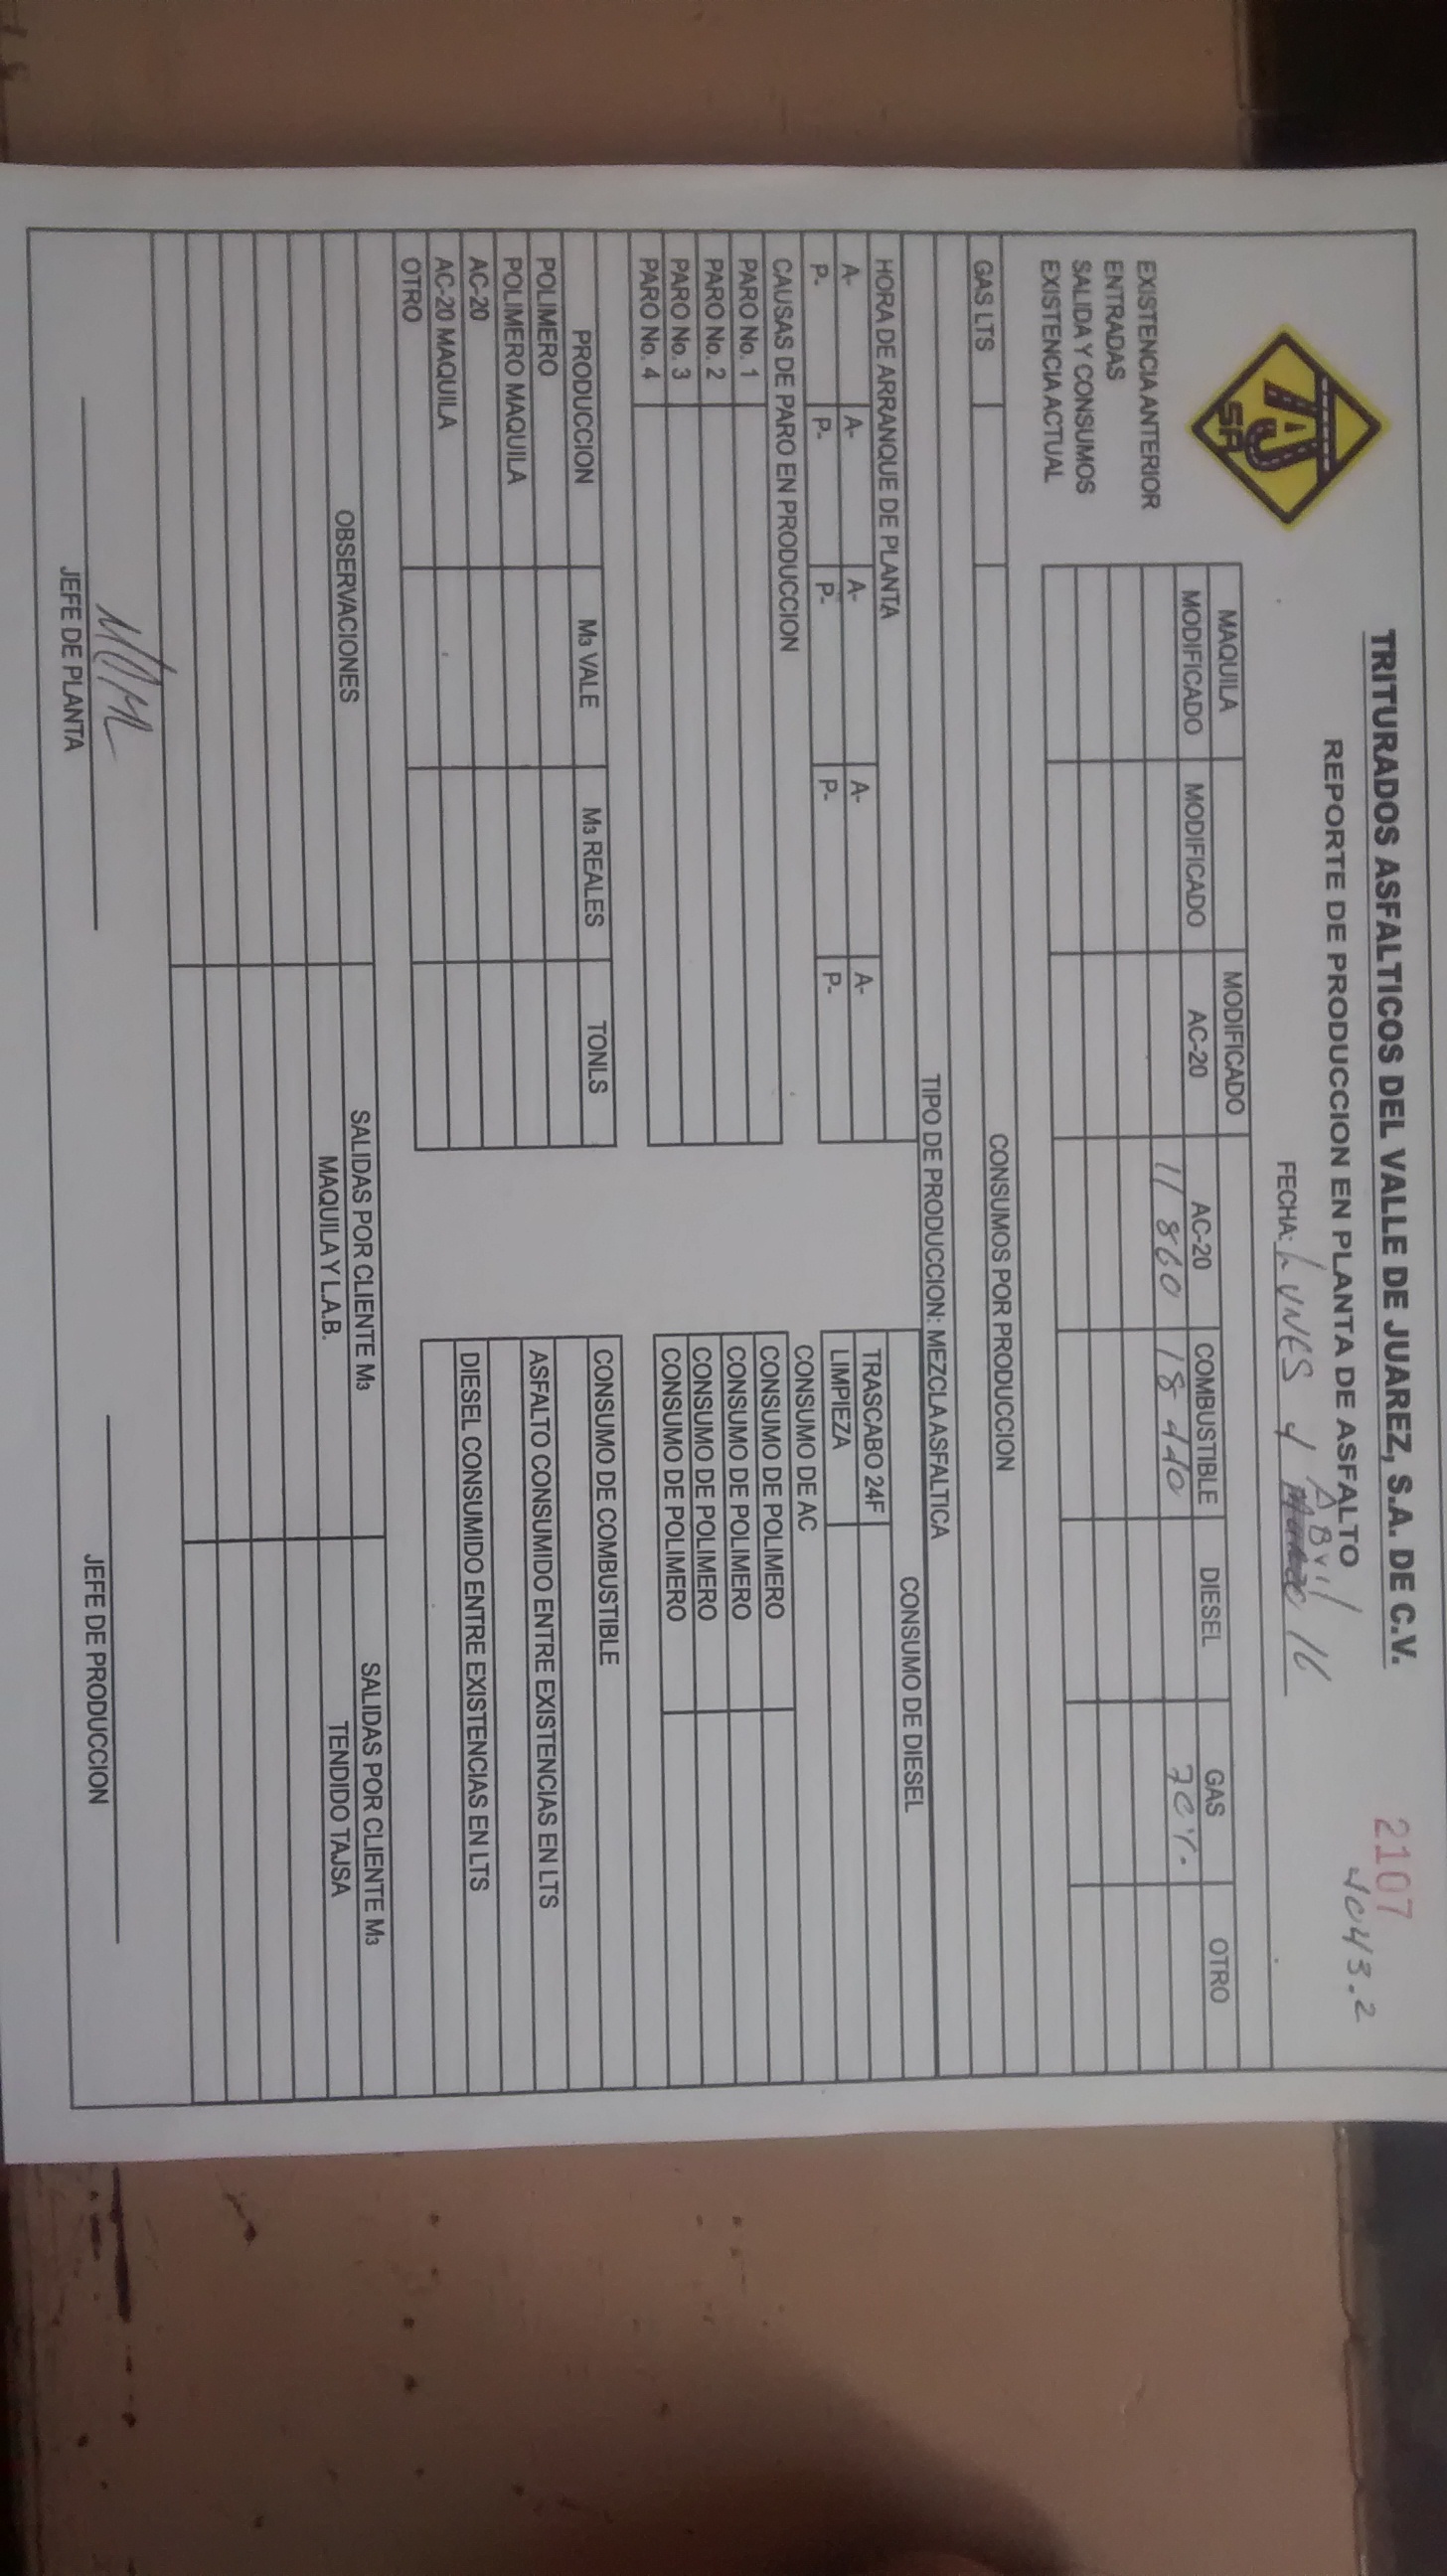 TRITURADOS ASFALTICOS DEL VALLE DE JUAREZ, S.A. DE C.V.
2107
4043.2
REPORTE DE PRODUCCION EN PLANTA DE ASFALTO
FECHA: LUNES 4 Abril 16
AJ
SA
MAQUILA MODIFICADO
MODIFICADO MODIFICADO AC-20 AC-20 COMBUSTIBLE DIESEL GAS OTRO
EXISTENCIA ANTERIOR 11 860 18 440 70%
ENTRADAS
SALIDA Y CONSUMOS
EXISTENCIA ACTUAL
GAS LTS CONSUMOS POR PRODUCCION
TIPO DE PRODUCCION: MEZCLA ASFALTICA
HORA DE ARRANQUE DE PLANTA
A- A- A- A- A-
P- P- P- P- P-
CAUSAS DE PARO EN PRODUCCION
PARO No. 1
PARO No. 2
PARO No. 3
PARO No. 4
CONSUMO DE DIESEL
TRASCABO 24F
LIMPIEZA
CONSUMO DE AC
CONSUMO DE POLIMERO
CONSUMO DE POLIMERO
CONSUMO DE POLIMERO
CONSUMO DE POLIMERO
PRODUCCION M3 VALE M3 REALES TONLS
POLIMERO
POLIMERO MAQUILA
AC-20
AC-20 MAQUILA
OTRO
CONSUMO DE COMBUSTIBLE
ASFALTO CONSUMIDO ENTRE EXISTENCIAS EN LTS
DIESEL CONSUMIDO ENTRE EXISTENCIAS EN LTS
OBSERVACIONES SALIDAS POR CLIENTE M3 SALIDAS POR CLIENTE M3
MAQUILA Y L.A.B. TENDIDO TAJSA
JEFE DE PLANTA JEFE DE PRODUCCION